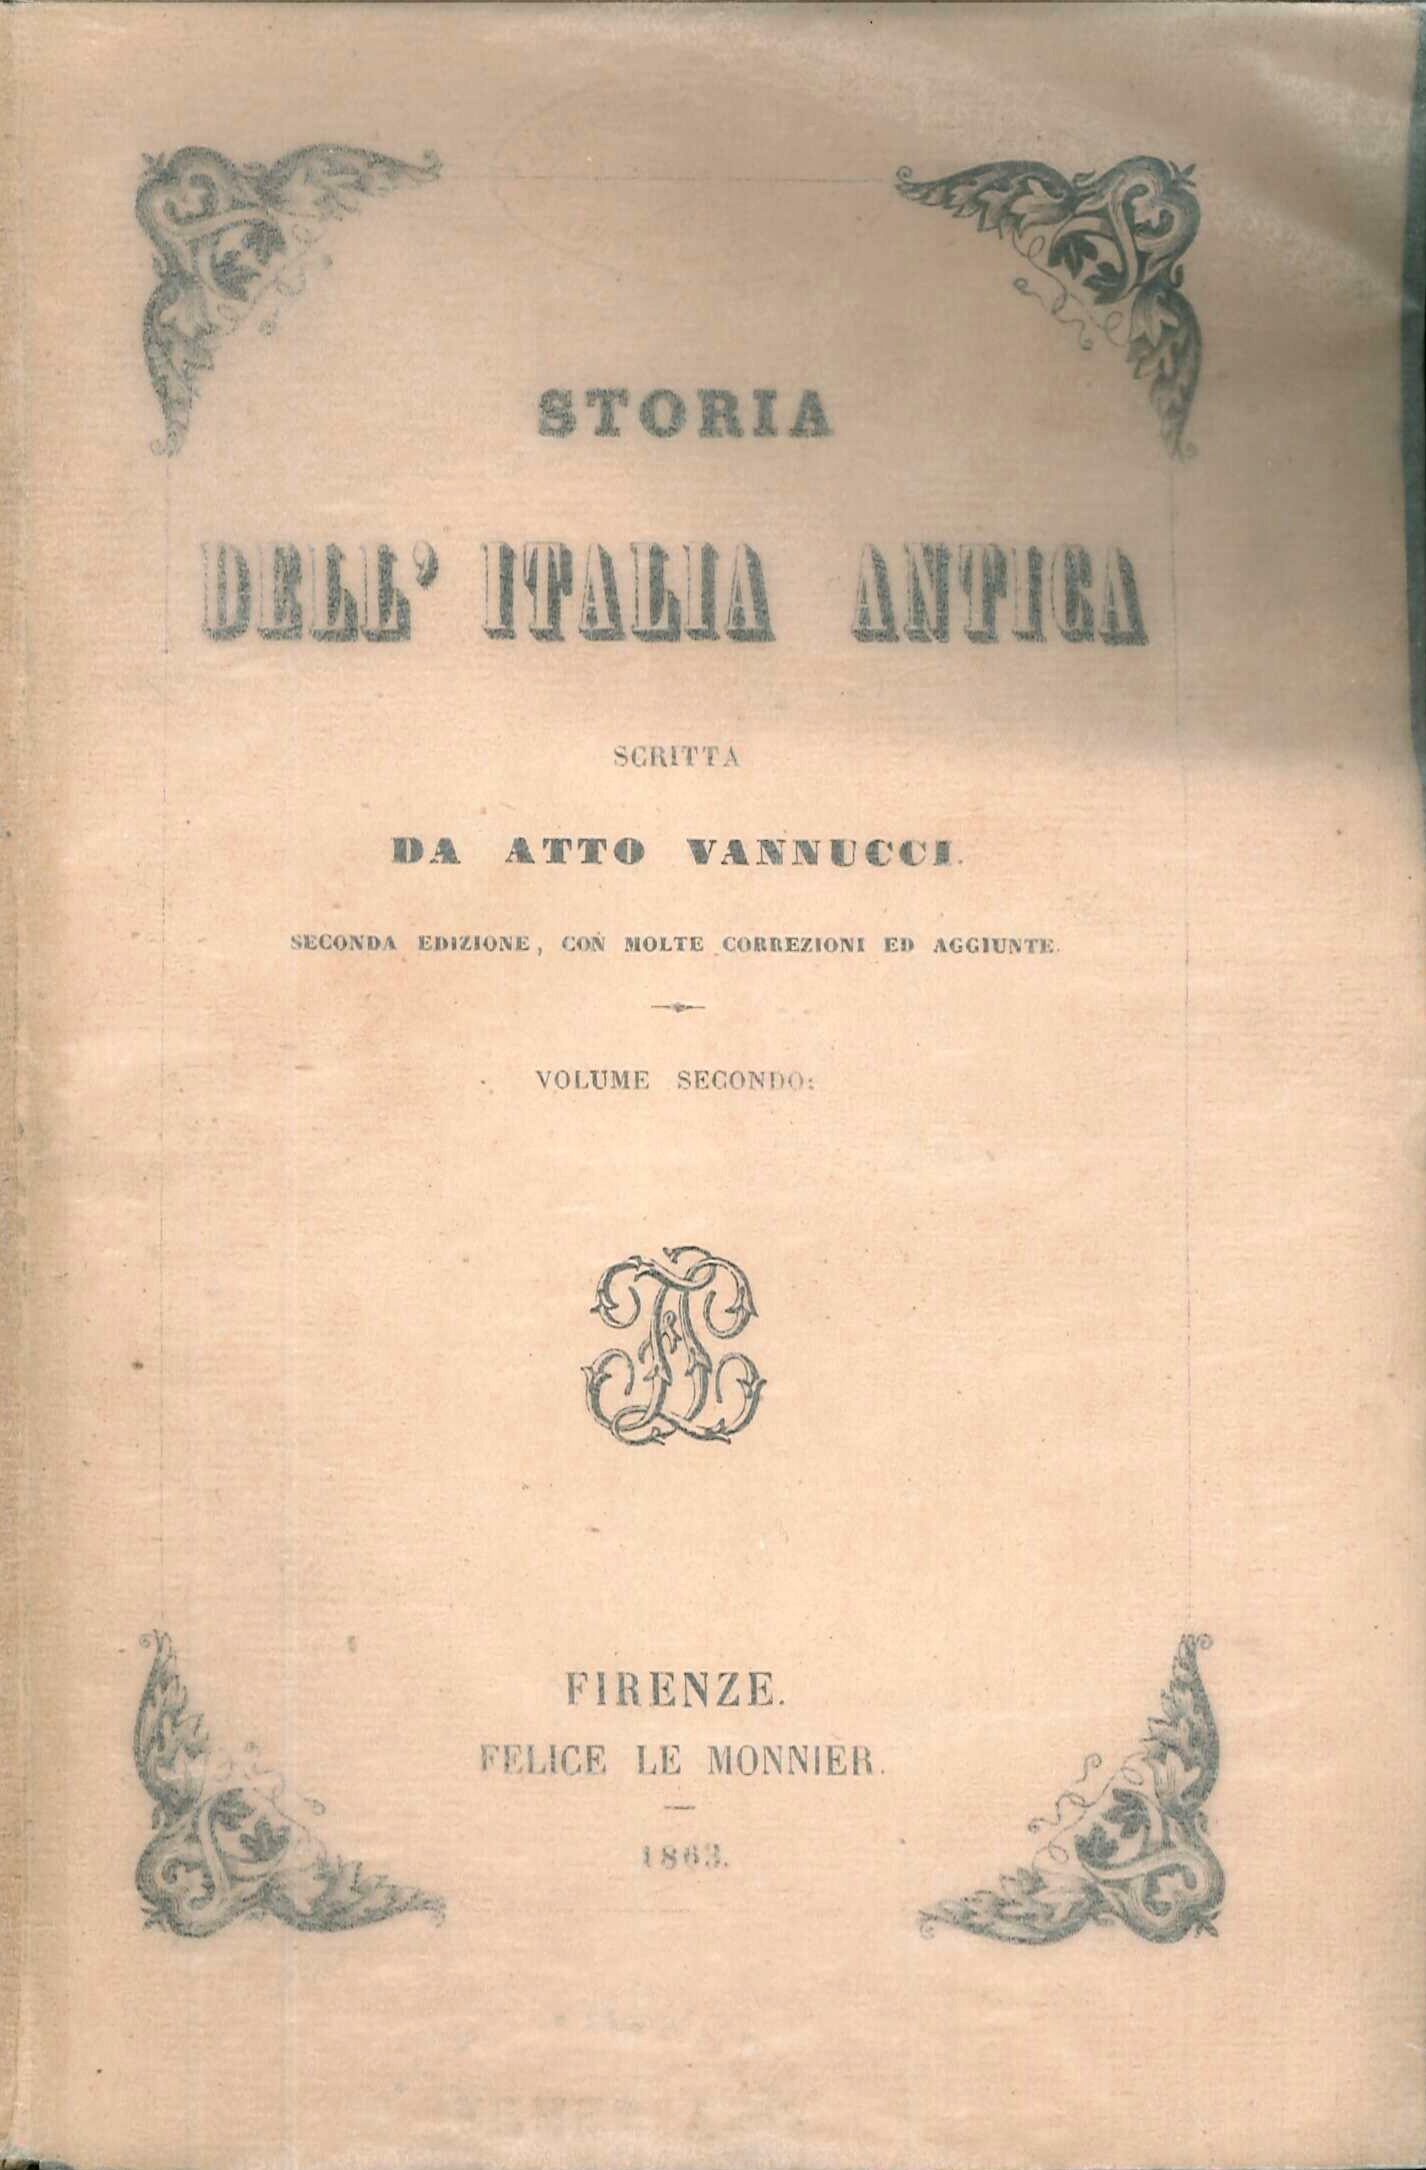 STORIA
DELL' ITALIA ANTICA
SCRITTA
DA ATTO VANNUCCI.
SECONDA EDIZIONE, CON MOLTE CORREZIONI ED AGGIUNTE.
VOLUME SECONDO.
FIRENZE.
FELICE LE MONNIER.
1863.